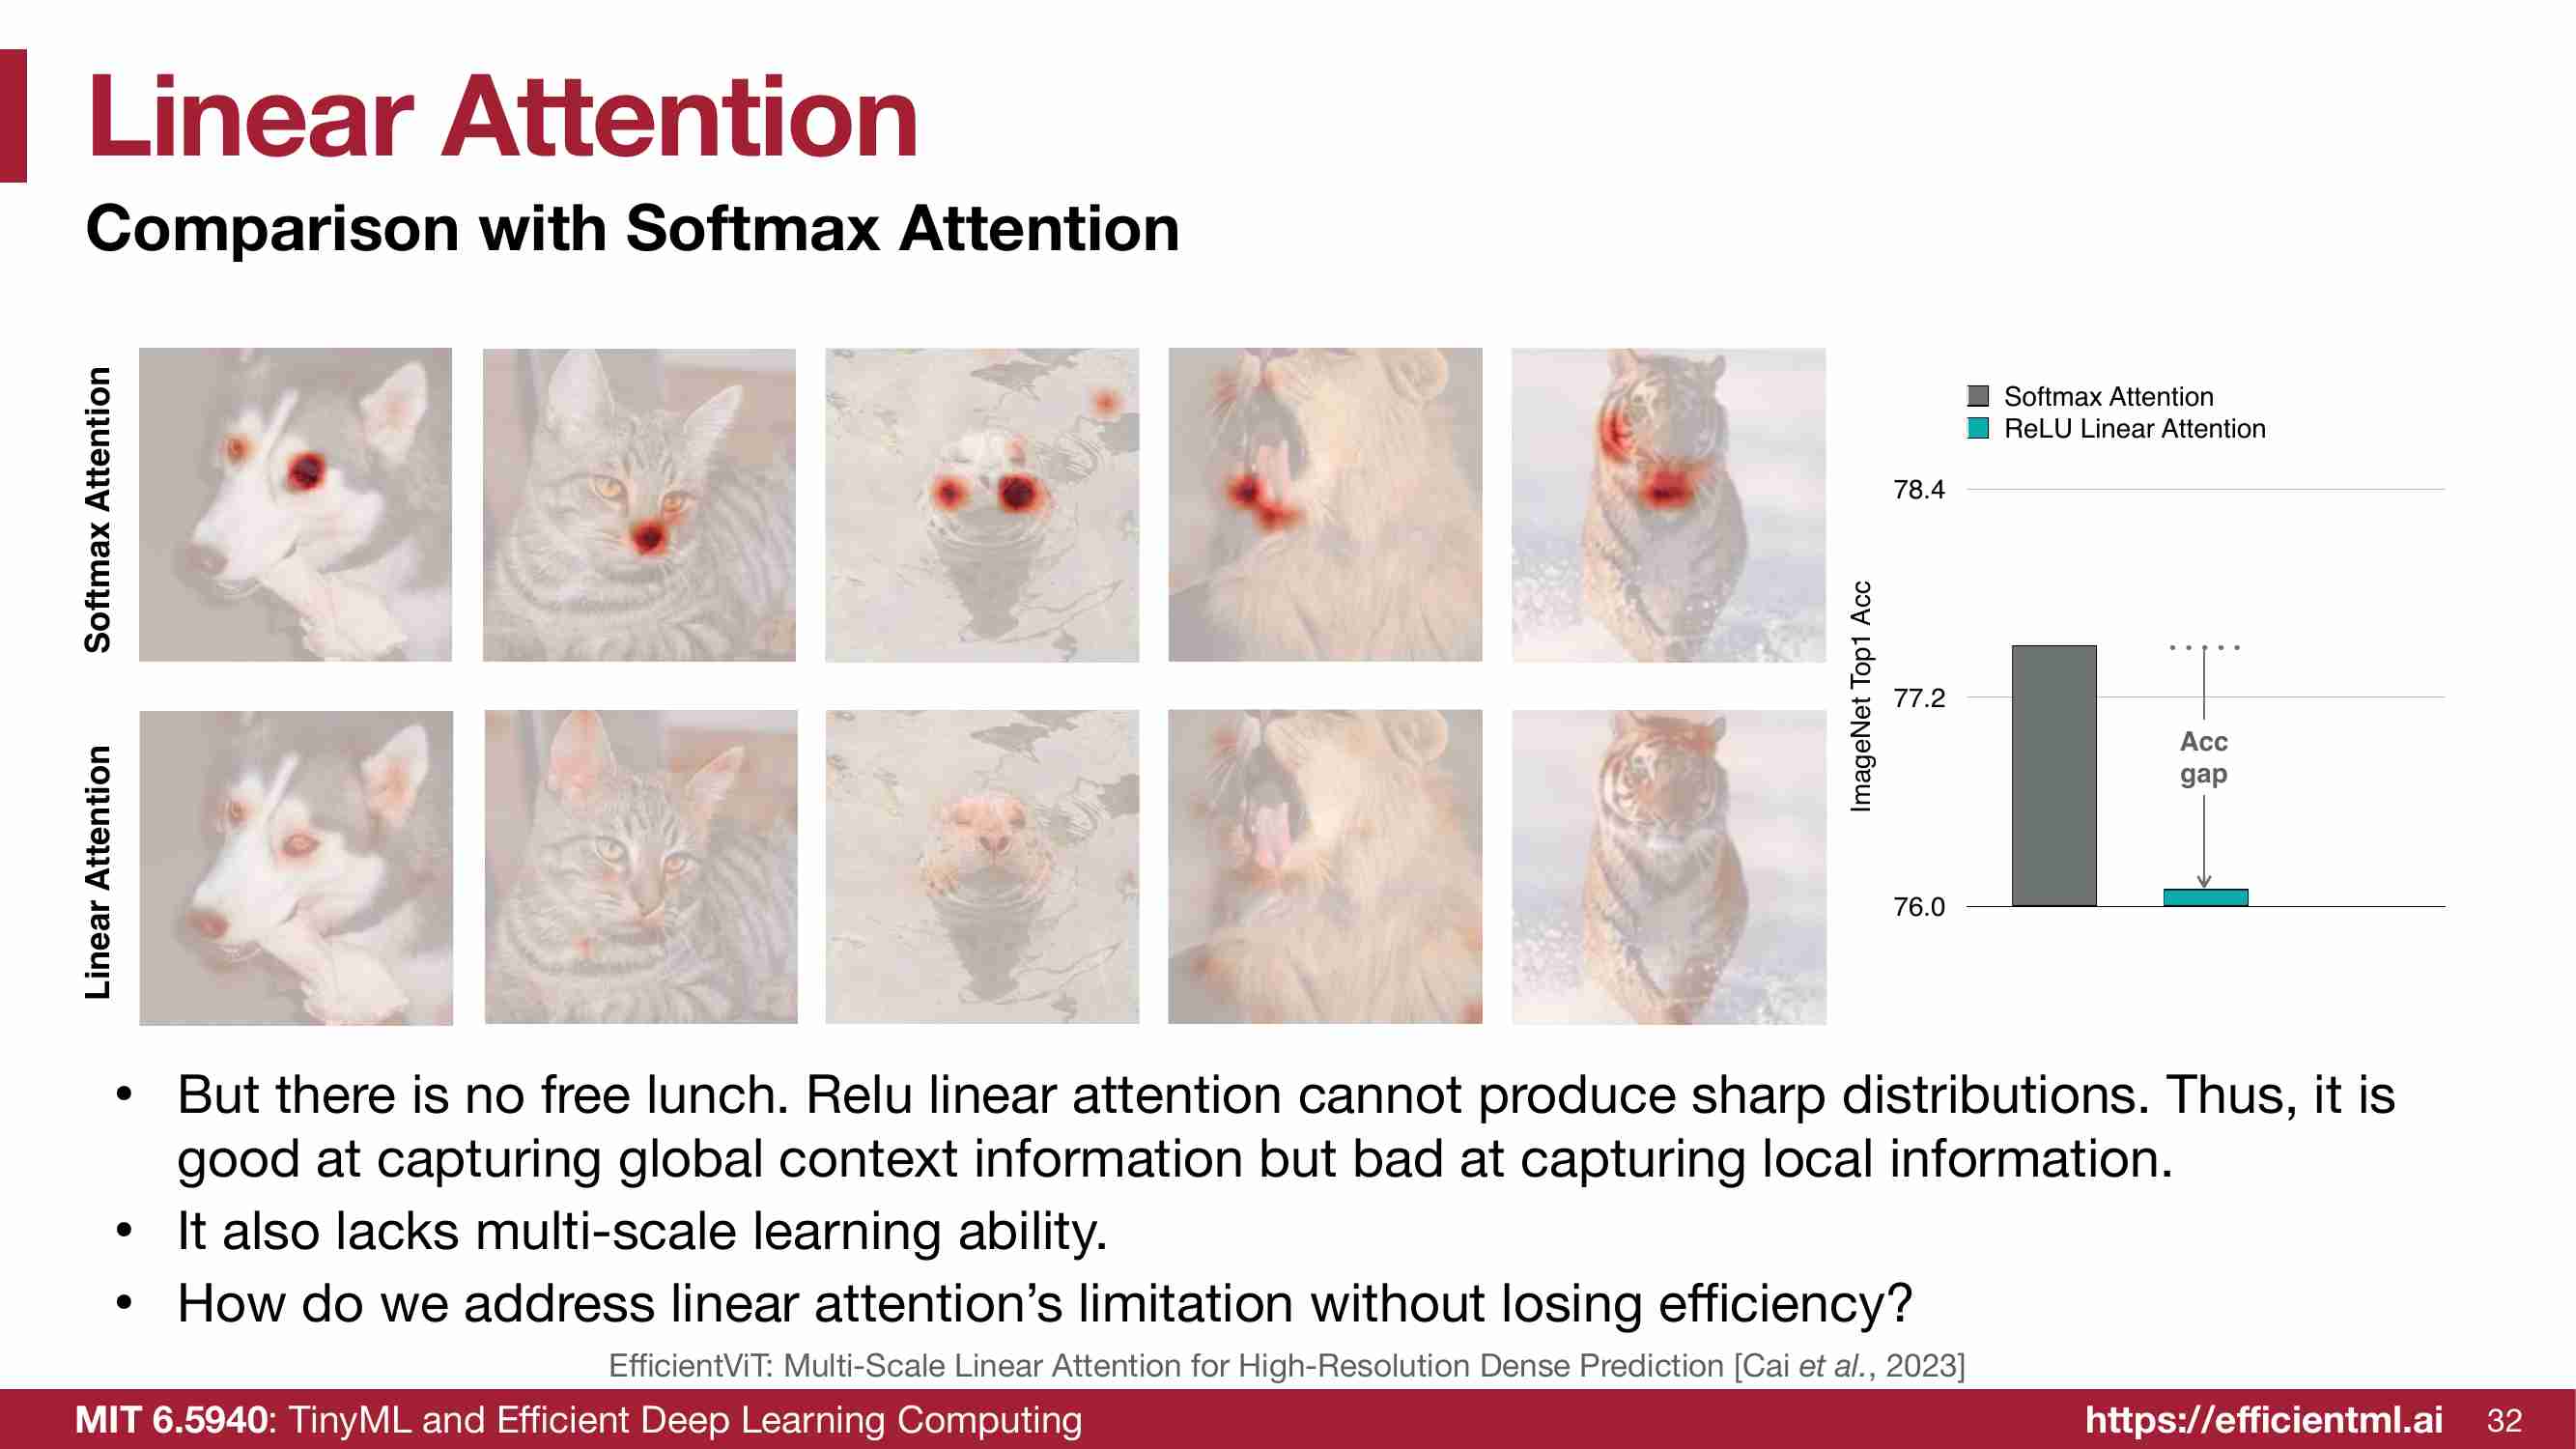 Linear Attention
Comparison with Softmax Attention
Softmax Attention
Linear Attention
Softmax Attention
ReLU Linear Attention
ImageNet Top1 Acc
78.4
77.2
76.0
Acc
gap
• But there is no free lunch. Relu linear attention cannot produce sharp distributions. Thus, it is
good at capturing global context information but bad at capturing local information.
• It also lacks multi-scale learning ability.
• How do we address linear attention’s limitation without losing efficiency?
EfficientViT: Multi-Scale Linear Attention for High-Resolution Dense Prediction [Cai et al., 2023]
MIT 6.5940: TinyML and Efficient Deep Learning Computing
https://efficientml.ai
32